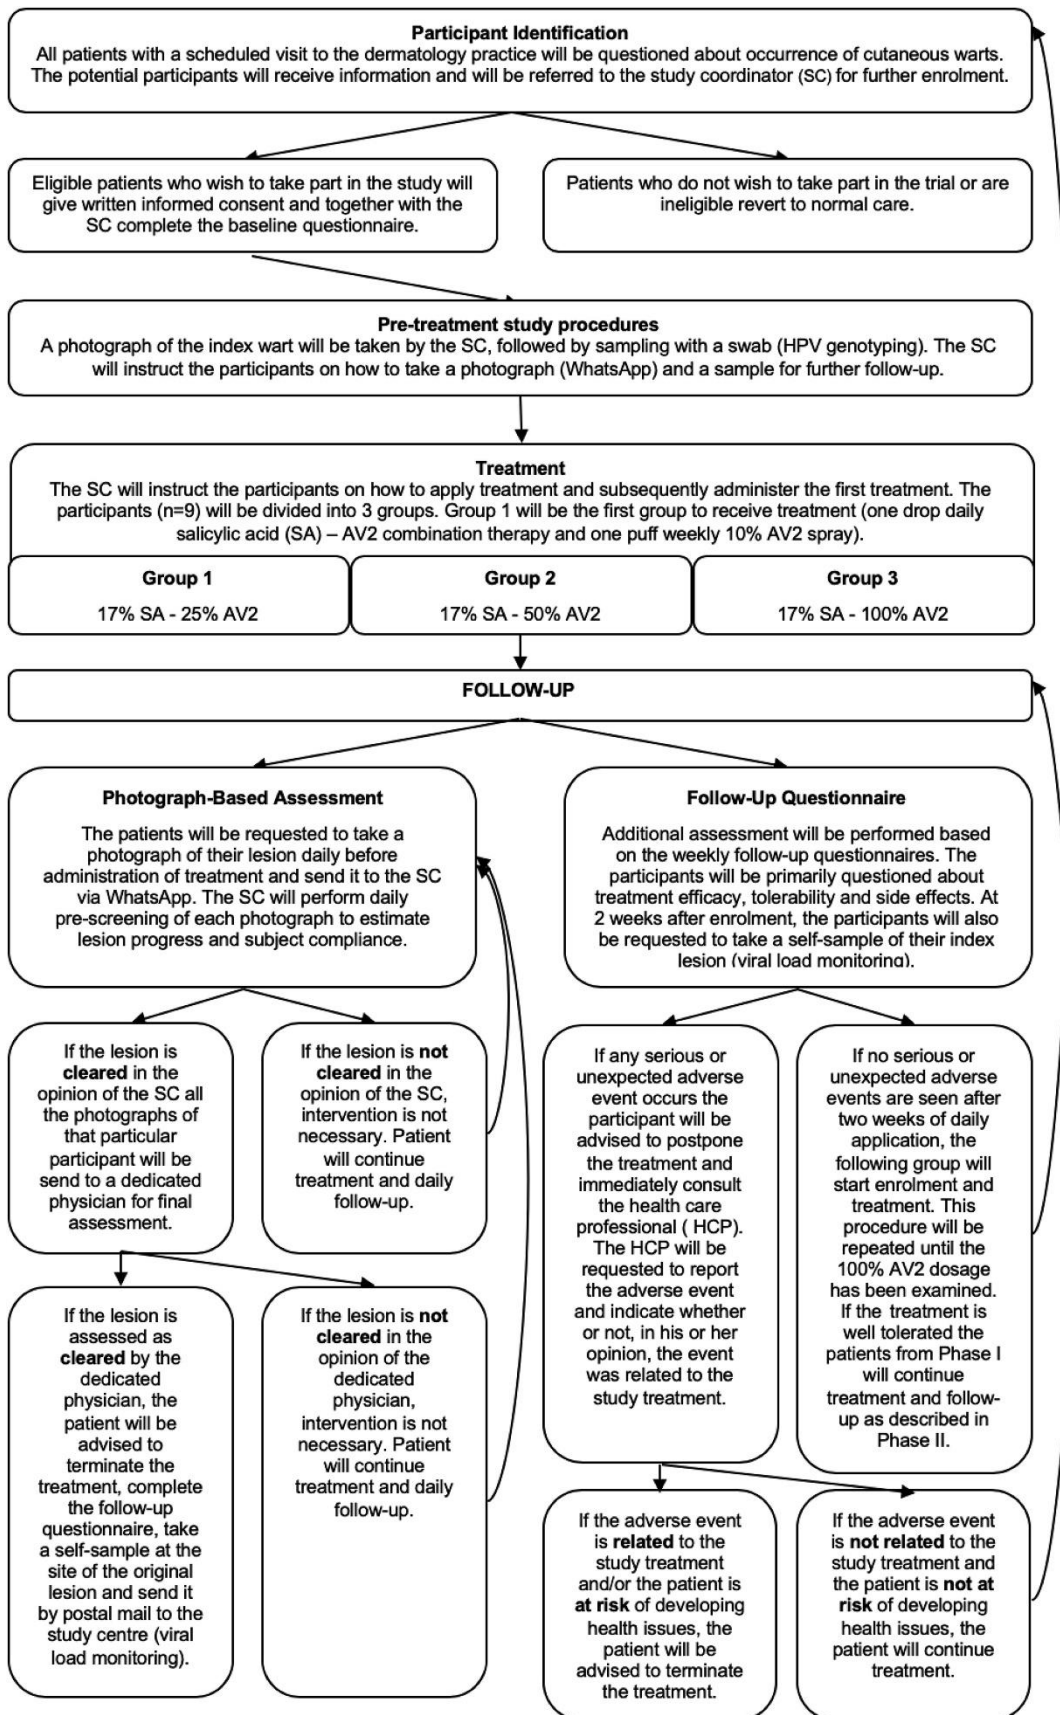 Participant Identification
All patients with a scheduled visit to the dermatology practice will be questioned about occurrence of cutaneous warts.
The potential participants will receive information and will be referred to the study coordinator (SC) for further enrolment.
Eligible patients who wish to take part in the study will
give written informed consent and together with the
SC complete the baseline questionnaire.
Patients who do not wish to take part in the trial or are
ineligible revert to normal care.
Pre-treatment study procedures
A photograph of the index wart will be taken by the SC, followed by sampling with a swab (HPV genotyping). The SC
will instruct the participants on how to take a photograph (WhatsApp) and a sample for further follow-up.
Treatment
The SC will instruct the participants on how to apply treatment and subsequently administer the first treatment. The
participants (n=9) will be divided into 3 groups. Group 1 will be the first group to receive treatment (one drop daily
salicylic acid (SA) – AV2 combination therapy and one puff weekly 10% AV2 spray).
Group 1
17% SA - 25% AV2
Group 2
17% SA - 50% AV2
Group 3
17% SA - 100% AV2
FOLLOW-UP
Photograph-Based Assessment
The patients will be requested to take a
photograph of their lesion daily before
administration of treatment and send it to the SC
via WhatsApp. The SC will perform daily
pre-screening of each photograph to estimate
lesion progress and subject compliance.
Follow-Up Questionnaire
Additional assessment will be performed based
on the weekly follow-up questionnaires. The
participants will be primarily questioned about
treatment efficacy, tolerability and side effects. At
2 weeks after enrolment, the participants will also
be requested to take a self-sample of their index
lesion (viral load monitoring).
If the lesion is
cleared in the
opinion of the SC all
the photographs of
that particular
participant will be
send to a dedicated
physician for final
assessment.
If the lesion is not
cleared in the
opinion of the SC,
intervention is not
necessary. Patient
will continue
treatment and daily
follow-up.
If any serious or
unexpected adverse
event occurs the
participant will be
advised to postpone
the treatment and
immediately consult
the health care
professional ( HCP).
The HCP will be
requested to report
the adverse event
and indicate whether
or not, in his or her
opinion, the event
was related to the
study treatment.
If no serious or
unexpected adverse
events are seen after
two weeks of daily
application, the
following group will
start enrolment and
treatment. This
procedure will be
repeated until the
100% AV2 dosage
has been examined.
If the treatment is
well tolerated the
patients from Phase I
will continue
treatment and follow-
up as described in
Phase II.
If the lesion is
assessed as
cleared by the
dedicated
physician, the
patient will be
advised to
terminate the
treatment, complete
the follow-up
questionnaire, take
a self-sample at the
site of the original
lesion and send it
by postal mail to the
study centre (viral
load monitoring).
If the lesion is not
cleared in the
opinion of the
dedicated
physician,
intervention is not
necessary. Patient
will continue
treatment and daily
follow-up.
If the adverse event
is related to the
study treatment
and/or the patient is
at risk of developing
health issues, the
patient will be
advised to terminate
the treatment.
If the adverse event
is not related to the
study treatment and
the patient is not at
risk of developing
health issues, the
patient will continue
treatment.